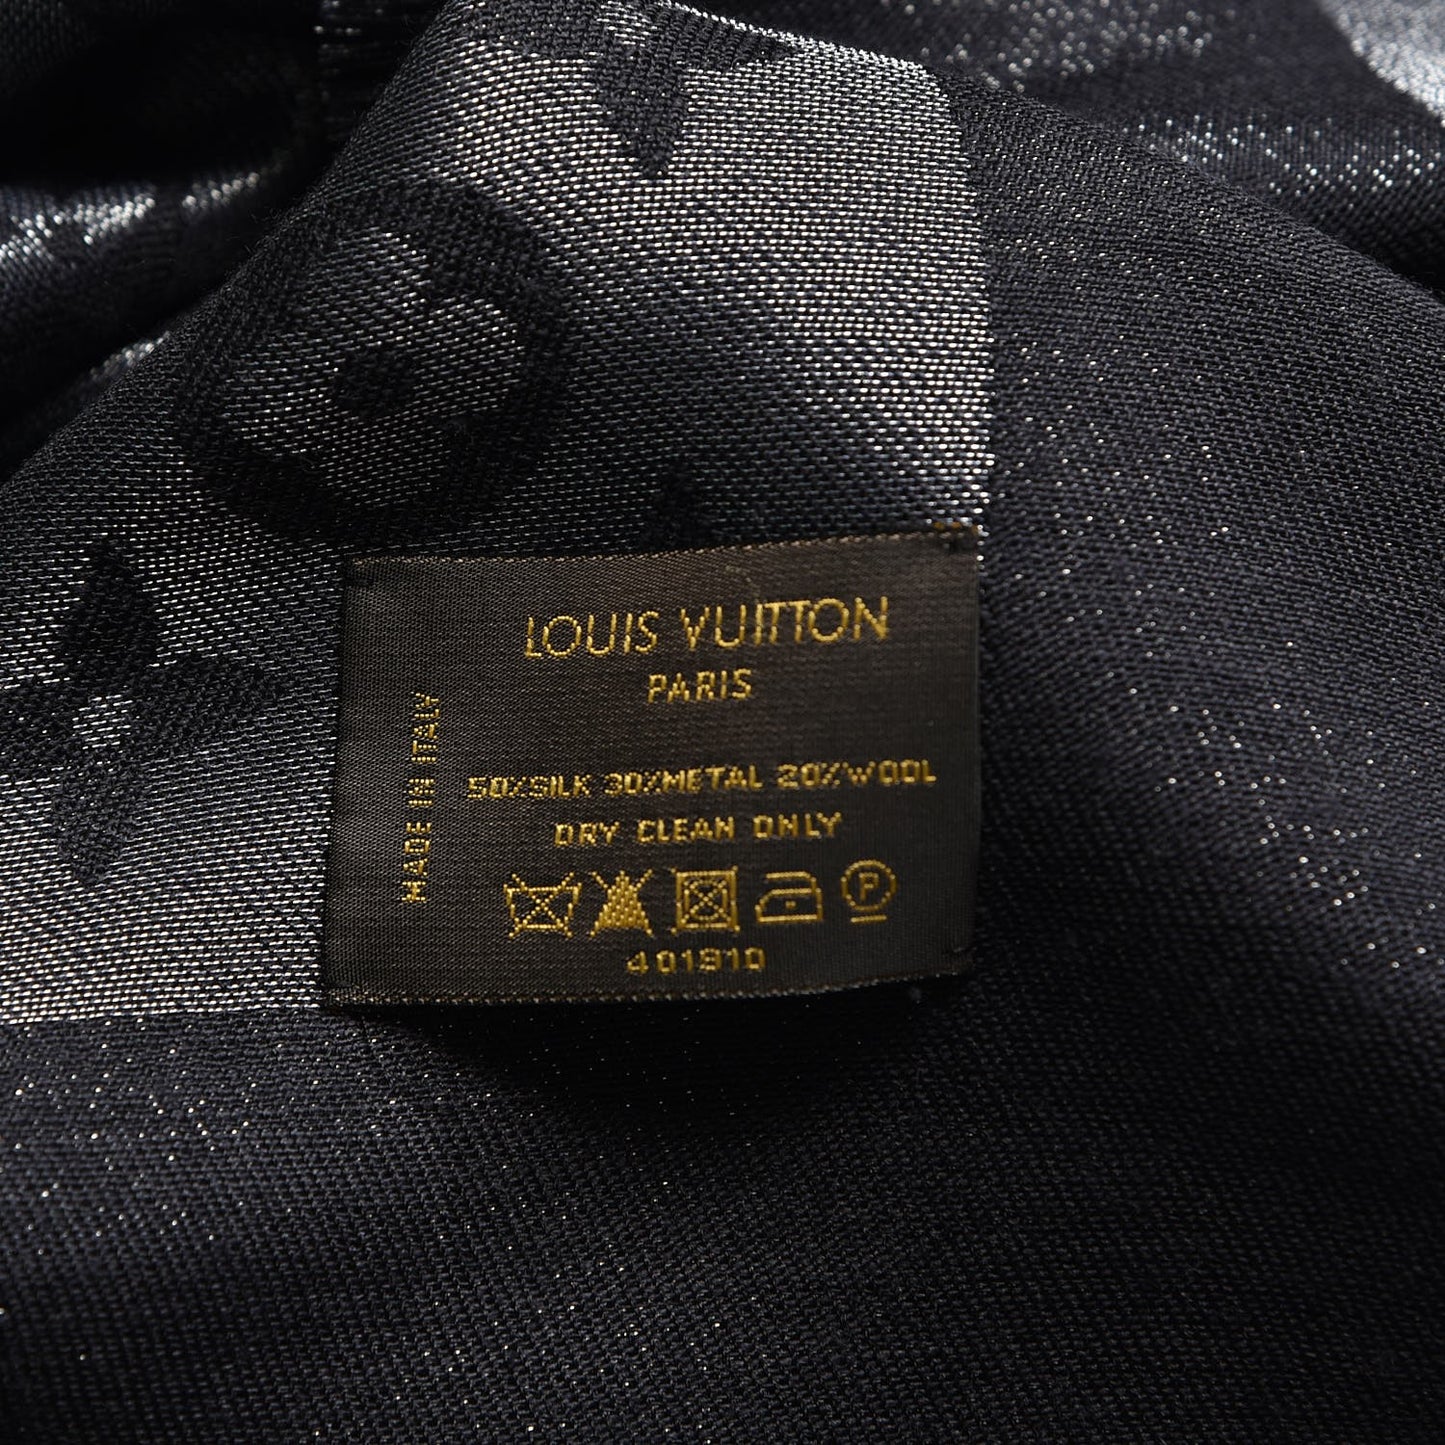 LOUIS VUITTON
PARIS
MADE IN ITALY
50%SILK 30%METAL 20%WOOL
DRY CLEAN ONLY
P
401910